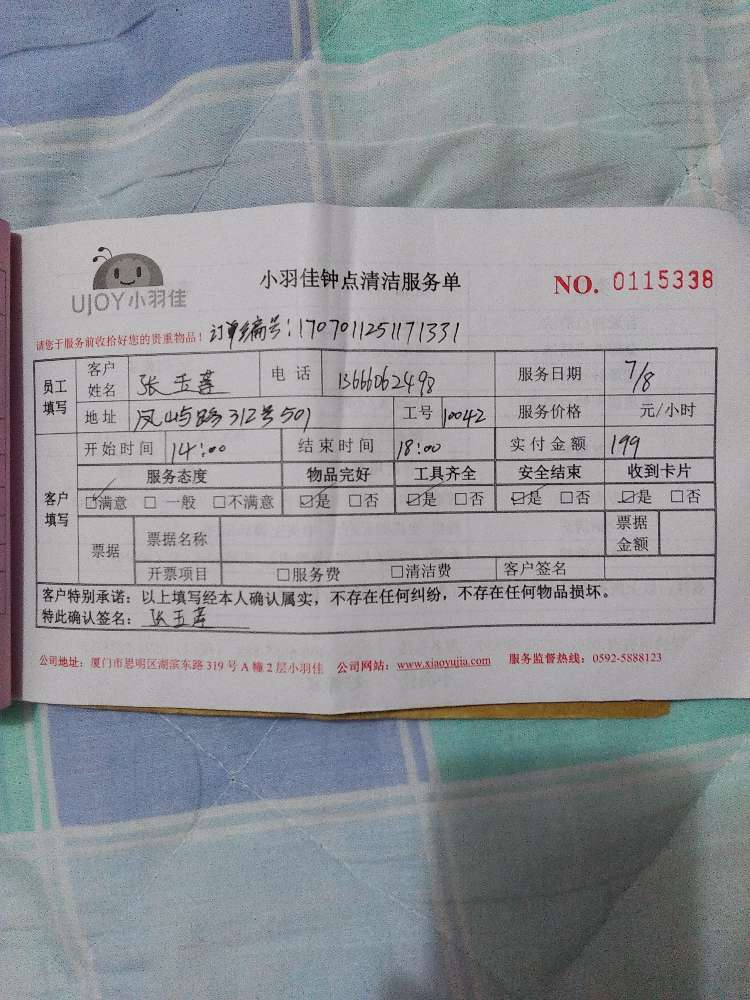 UJOY小羽佳
小羽佳钟点清洁服务单
NO. 0115338
请您于服务前收拾好您的贵重物品！ 订单编号：1707011251171331
员工填写 客户姓名 张玉莲 电话 13666062498 服务日期 7/8
地址 凤屿路312号501 工号 10042 服务价格 元/小时
客户填写 开始时间 14:00 结束时间 18:00 实付金额 199
服务态度 物品完好 工具齐全 安全结束 收到卡片
☑满意 □一般 □不满意 ☑是 □否 ☑是 □否 ☑是 □否 ☑是 □否
票据 票据名称 票据金额
开票项目 □服务费 □清洁费 客户签名
客户特别承诺：以上填写经本人确认属实，不存在任何纠纷，不存在任何物品损坏。
特此确认签名：张玉莲
公司地址：厦门市思明区湖滨东路 319 号 A 幢 2 层小羽佳 公司网站：www.xiaoyujia.com 服务监督热线：0592-5888123